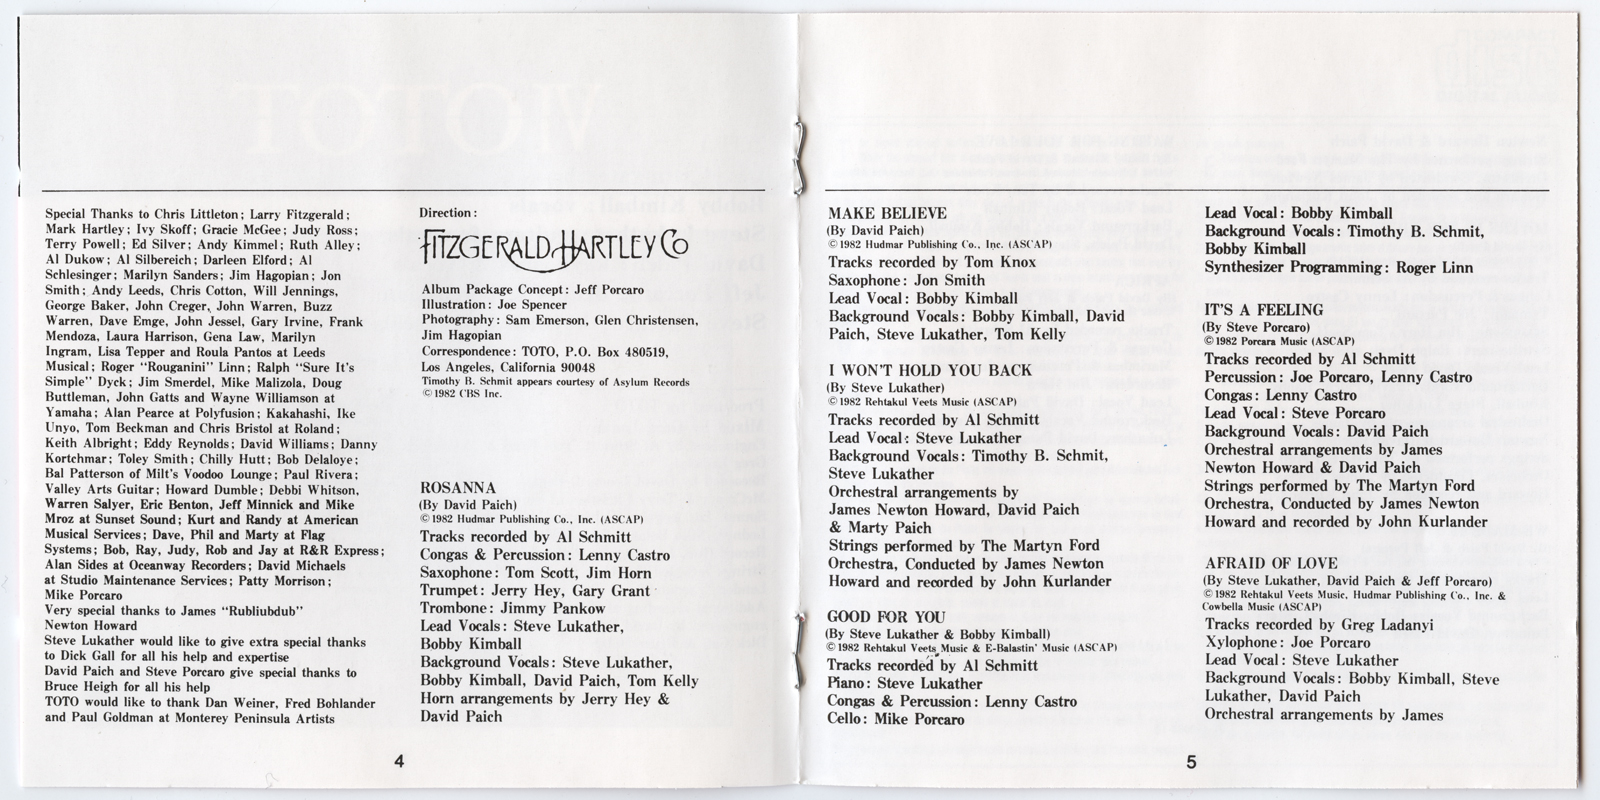 Special Thanks to Chris Littleton; Larry Fitzgerald;
Mark Hartley; Ivy Skoff; Gracie McGee; Judy Ross;
Terry Powell; Ed Silver; Andy Kimmel; Ruth Alley;
Al Dukow; Al Silbereich; Darleen Elford; Al
Schlesinger; Marilyn Sanders; Jim Hagopian; Jon
Smith; Andy Leeds, Chris Cotton, Will Jennings,
George Baker, John Creger, John Warren, Buzz
Warren, Dave Emge, John Jessel, Gary Irvine, Frank
Mendoza, Laura Harrison, Gena Law, Marilyn
Ingram, Lisa Tepper and Roula Pantos at Leeds
Musical; Roger "Rouganini" Linn; Ralph "Sure It's
Simple" Dyck; Jim Smerdel, Mike Malizola, Doug
Buttleman, John Gatts and Wayne Williamson at
Yamaha; Alan Pearce at Polyfusion; Kakahashi, Ike
Unyo, Tom Beckman and Chris Bristol at Roland;
Keith Albright; Eddy Reynolds; David Williams; Danny
Kortchmar; Toley Smith; Chilly Hutt; Bob Delaloye;
Bal Patterson of Milt's Voodoo Lounge; Paul Rivera;
Valley Arts Guitar; Howard Dumble; Debbi Whitson,
Warren Salyer, Eric Benton, Jeff Minnick and Mike
Mroz at Sunset Sound; Kurt and Randy at American
Musical Services; Dave, Phil and Marty at Flag
Systems; Bob, Ray, Judy, Rob and Jay at R&R Express;
Alan Sides at Oceanway Recorders; David Michaels
at Studio Maintenance Services; Patty Morrison;
Mike Porcaro
Very special thanks to James "Rubliubdub"
Newton Howard
Steve Lukather would like to give extra special thanks
to Dick Gall for all his help and expertise
David Paich and Steve Porcaro give special thanks to
Bruce Heigh for all his help
TOTO would like to thank Dan Weiner, Fred Bohlander
and Paul Goldman at Monterey Peninsula Artists
Direction:
FITZGERALD HARTLEY CO
Album Package Concept: Jeff Porcaro
Illustration: Joe Spencer
Photography: Sam Emerson, Glen Christensen,
Jim Hagopian
Correspondence: TOTO, P.O. Box 480519,
Los Angeles, California 90048
Timothy B. Schmit appears courtesy of Asylum Records
©1982 CBS Inc.
ROSANNA
(By David Paich)
©1982 Hudmar Publishing Co., Inc. (ASCAP)
Tracks recorded by Al Schmitt
Congas & Percussion: Lenny Castro
Saxophone: Tom Scott, Jim Horn
Trumpet: Jerry Hey, Gary Grant
Trombone: Jimmy Pankow
Lead Vocals: Steve Lukather,
Bobby Kimball
Background Vocals: Steve Lukather,
Bobby Kimball, David Paich, Tom Kelly
Horn arrangements by Jerry Hey &
David Paich
4
MAKE BELIEVE
(By David Paich)
©1982 Hudmar Publishing Co., Inc. (ASCAP)
Tracks recorded by Tom Knox
Saxophone: Jon Smith
Lead Vocal: Bobby Kimball
Background Vocals: Bobby Kimball, David
Paich, Steve Lukather, Tom Kelly
I WON'T HOLD YOU BACK
(By Steve Lukather)
©1982 Rehtakul Veets Music (ASCAP)
Tracks recorded by Al Schmitt
Lead Vocal: Steve Lukather
Background Vocals: Timothy B. Schmit,
Steve Lukather
Orchestral arrangements by
James Newton Howard, David Paich
& Marty Paich
Strings performed by The Martyn Ford
Orchestra, Conducted by James Newton
Howard and recorded by John Kurlander
GOOD FOR YOU
(By Steve Lukather & Bobby Kimball)
©1982 Rehtakul Veets Music & E-Balastin' Music (ASCAP)
Tracks recorded by Al Schmitt
Piano: Steve Lukather
Congas & Percussion: Lenny Castro
Cello: Mike Porcaro
Lead Vocal: Bobby Kimball
Background Vocals: Timothy B. Schmit,
Bobby Kimball
Synthesizer Programming: Roger Linn
IT'S A FEELING
(By Steve Porcaro)
©1982 Porcara Music (ASCAP)
Tracks recorded by Al Schmitt
Percussion: Joe Porcaro, Lenny Castro
Congas: Lenny Castro
Lead Vocal: Steve Porcaro
Background Vocals: David Paich
Orchestral arrangements by James
Newton Howard & David Paich
Strings performed by The Martyn Ford
Orchestra, Conducted by James Newton
Howard and recorded by John Kurlander
AFRAID OF LOVE
(By Steve Lukather, David Paich & Jeff Porcaro)
©1982 Rehtakul Veets Music, Hudmar Publishing Co., Inc. &
Cowbella Music (ASCAP)
Tracks recorded by Greg Ladanyi
Xylophone: Joe Porcaro
Lead Vocal: Steve Lukather
Background Vocals: Bobby Kimball, Steve
Lukather, David Paich
Orchestral arrangements by James
5